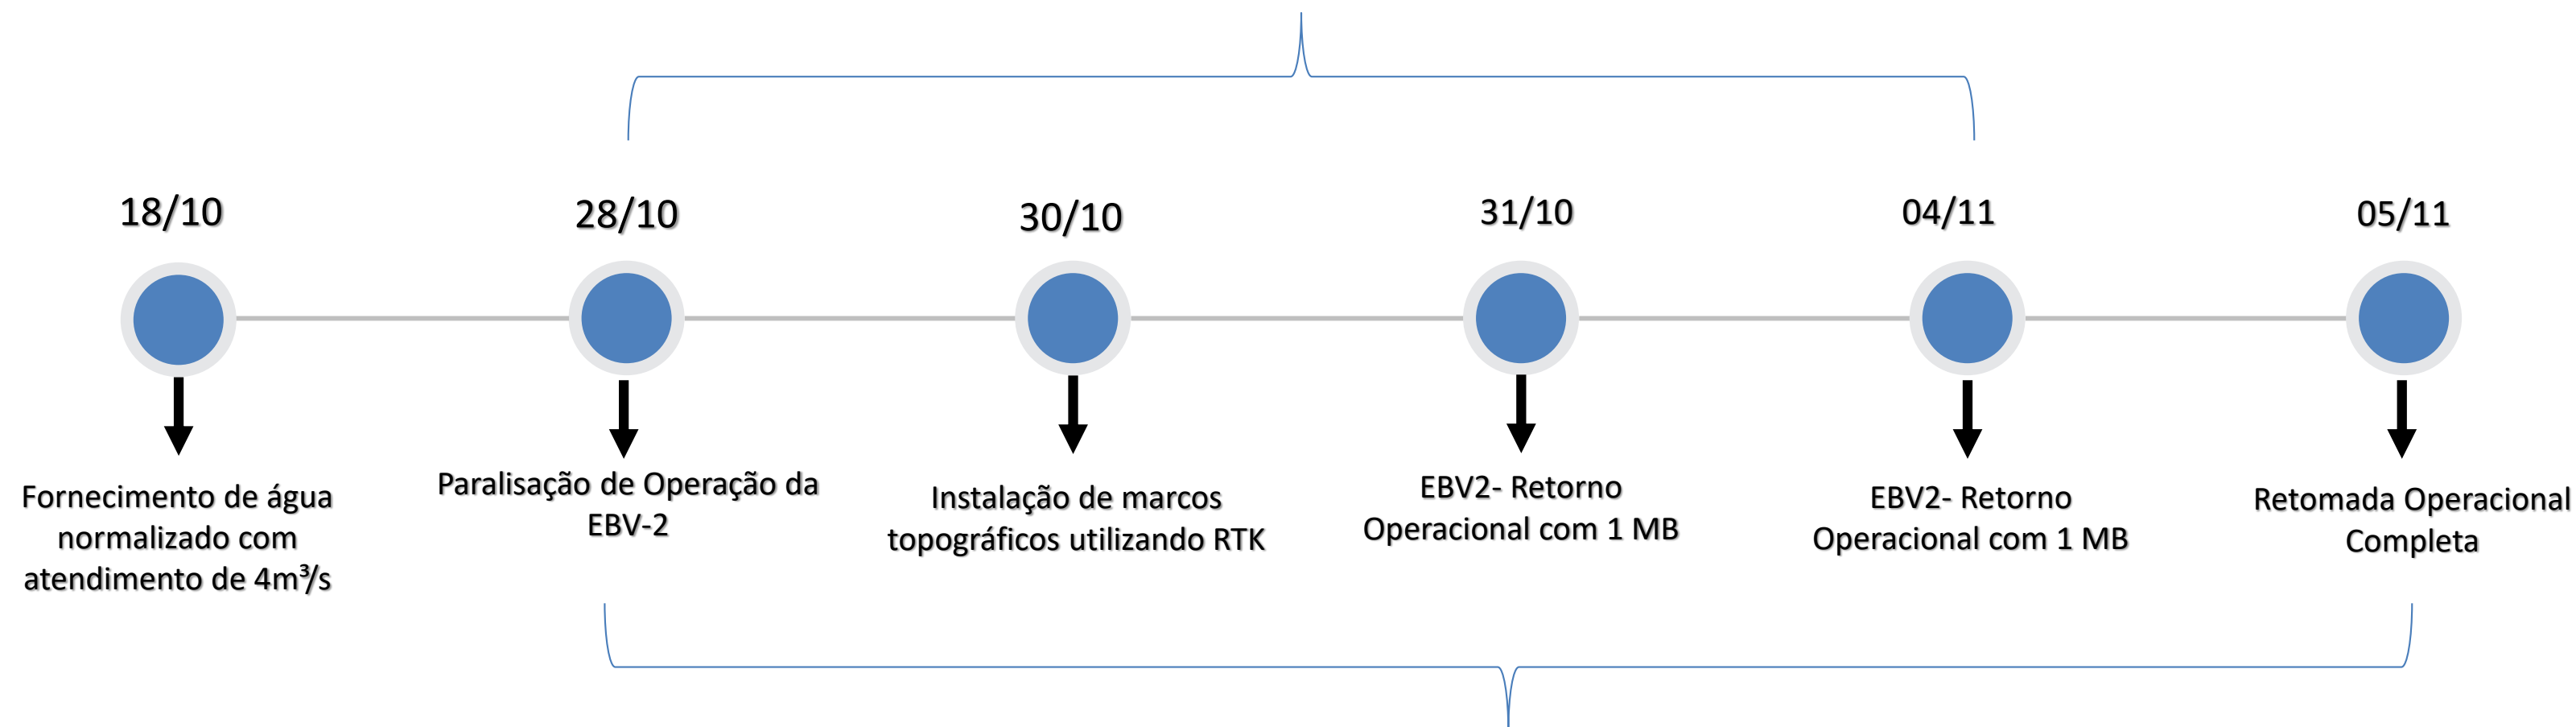 18/10
28/10
30/10
31/10
04/11
05/11
Fornecimento de água
normalizado com
atendimento de 4m³/s
Paralisação de Operação da
EBV-2
Instalação de marcos
topográficos utilizando RTK
EBV2- Retorno
Operacional com 1 MB
EBV2- Retorno
Operacional com 1 MB
Retomada Operacional
Completa